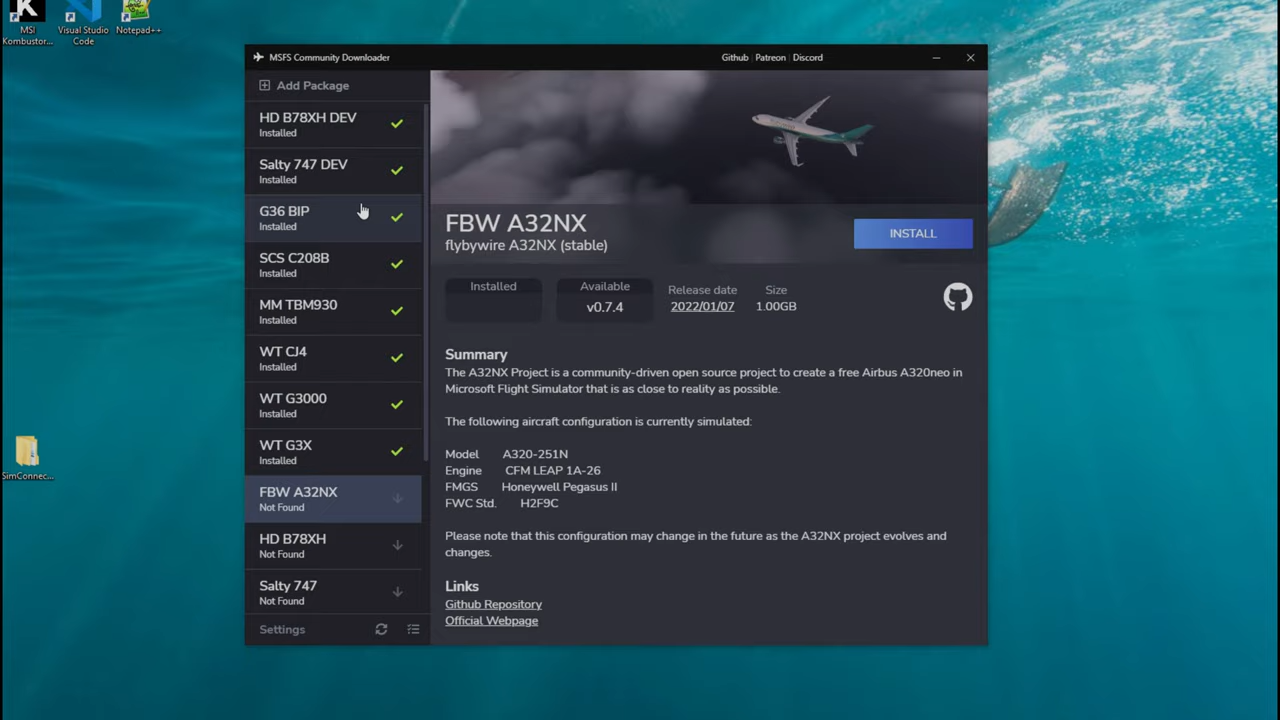 MSI
Kombustor...
Visual Studio
Code
Notepad++
SimConnec...
MSFS Community Downloader
Github Patreon Discord
Add Package
HD B78XH DEV
Installed
Salty 747 DEV
Installed
G36 BIP
Installed
SCS C208B
Installed
MM TBM930
Installed
WT CJ4
Installed
WT G3000
Installed
WT G3X
Installed
FBW A32NX
Not Found
HD B78XH
Not Found
Salty 747
Not Found
Settings
FBW A32NX
flybywire A32NX (stable)
INSTALL
Installed
Available
v0.7.4
Release date
2022/01/07
Size
1.00GB
Summary
The A32NX Project is a community-driven open source project to create a free Airbus A320neo in
Microsoft Flight Simulator that is as close to reality as possible.
The following aircraft configuration is currently simulated:
Model A320-251N
Engine CFM LEAP 1A-26
FMGS Honeywell Pegasus II
FWC Std. H2F9C
Please note that this configuration may change in the future as the A32NX project evolves and
changes.
Links
Github Repository
Official Webpage